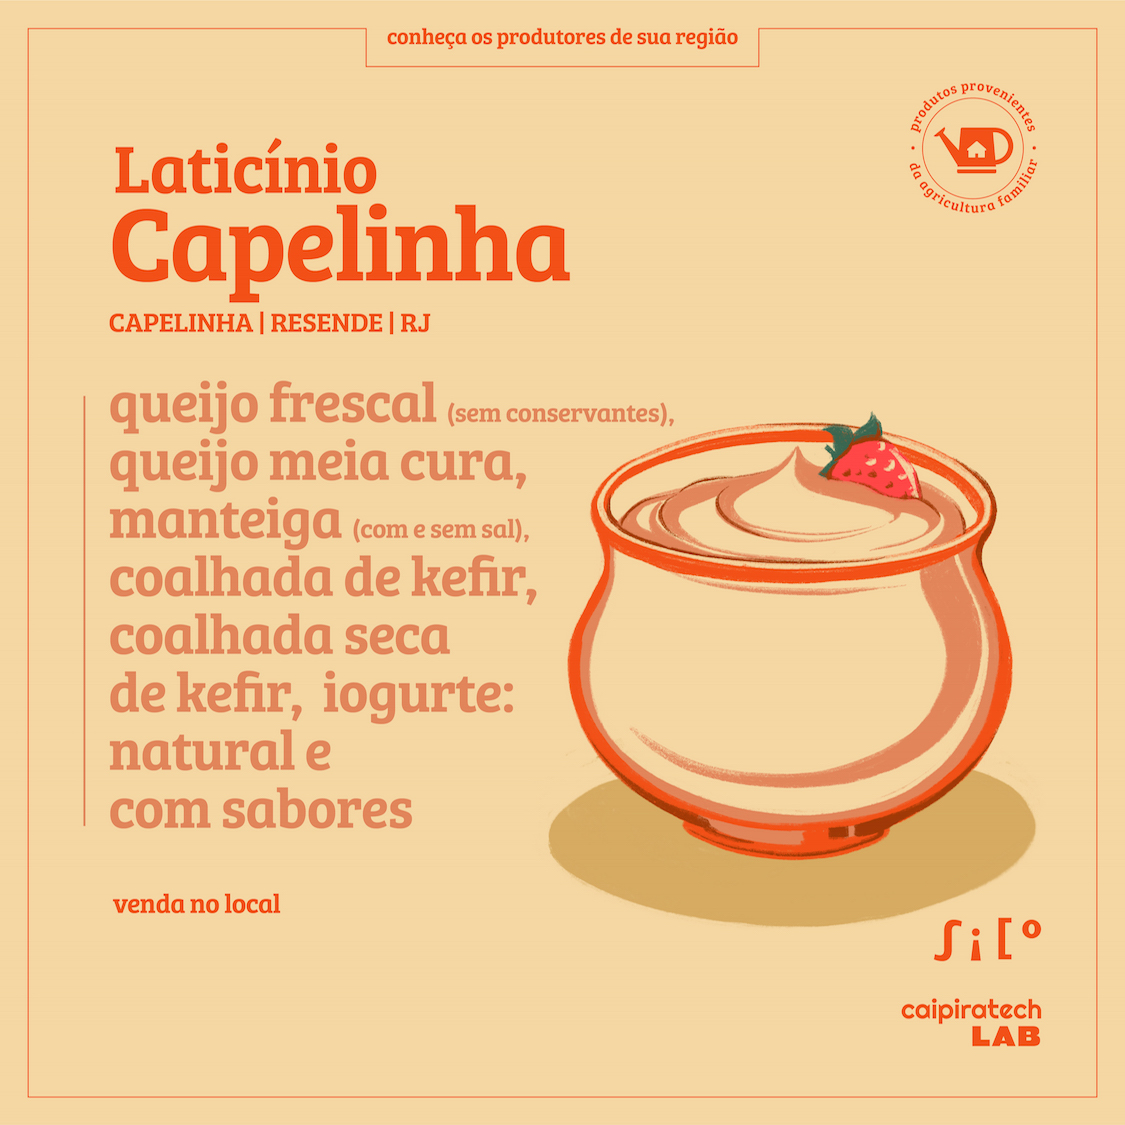 conheça os produtores de sua região
produtos provenientes
da agricultura familiar
Laticínio
Capelinha
CAPELINHA | RESENDE | RJ
queijo frescal (sem conservantes),
queijo meia cura,
manteiga (com e sem sal),
coalhada de kefir,
coalhada seca
de kefir, iogurte:
natural e
com sabores
venda no local
caipiratech
LAB